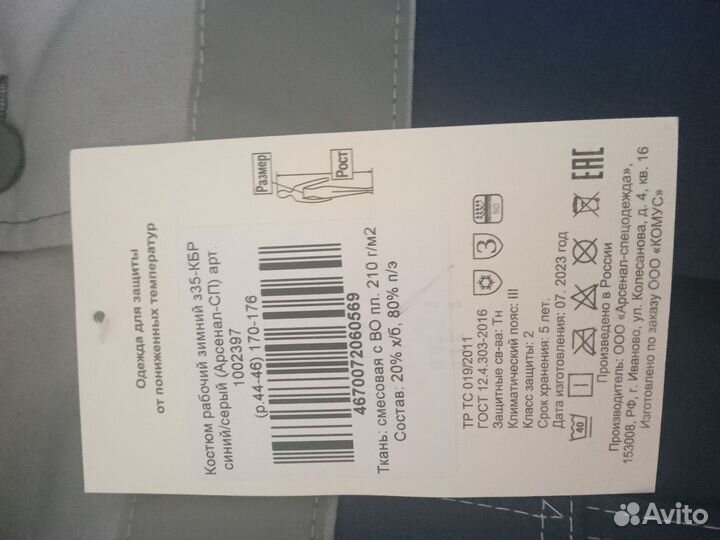 Одежда для защиты
от пониженных температур
Костюм рабочий зимний з35-КБР
синий/серый (Арсенал-СП) арт.
1002397
(р.44-46) 170-176
4670072060569
Ткань: смесовая с ВО пл. 210 г/м2
Состав: 20% х/б, 80% п/э
Размер
Рост
ТР ТС 019/2011
ГОСТ 12.4.303-2016
Защитные св-ва: Тн
Климатический пояс: III
Класс защиты: 2
Срок хранения: 5 лет.
Дата изготовления: 07. 2023 год
3
ВО
40
EAC
Произведено в России
Производитель: ООО «Арсенал-спецодежда»,
153008, РФ, г. Иваново, ул. Колесанова, д. 4, кв. 16
Изготовлено по заказу ООО «КОМУС»
Avito